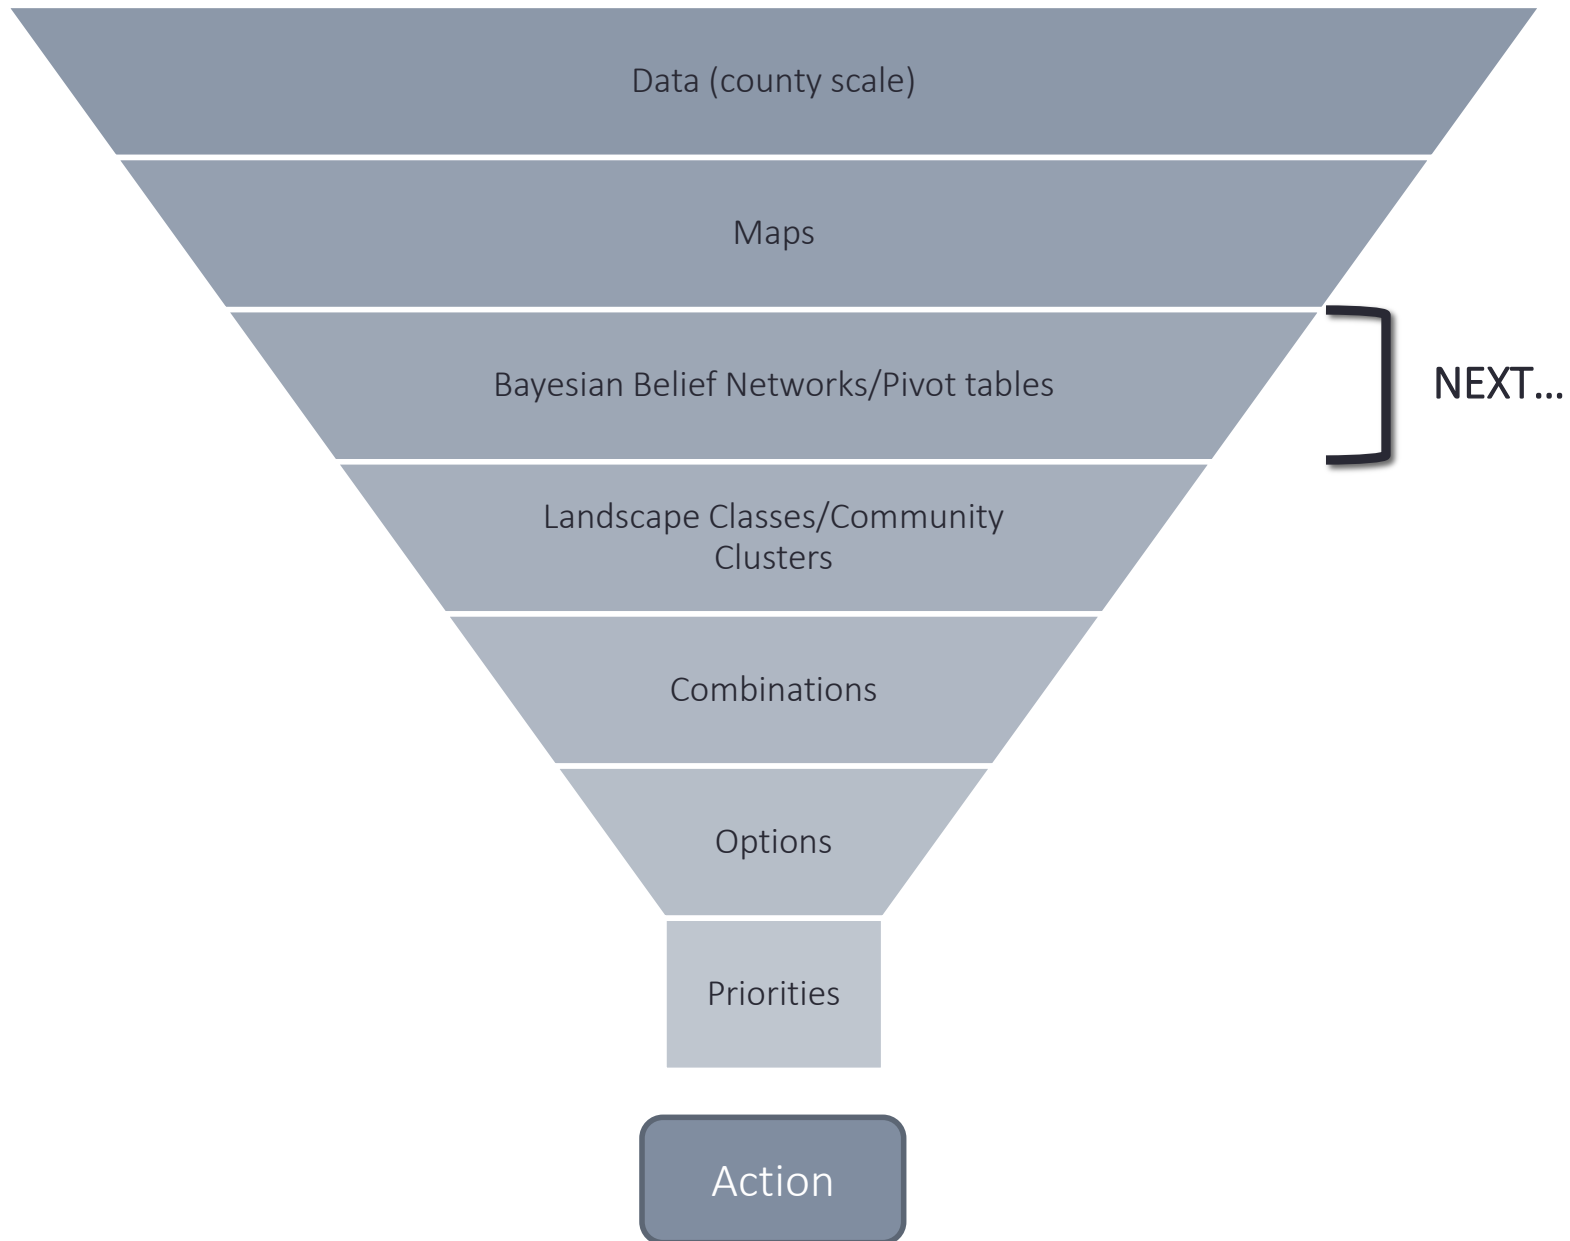 Data (county scale)
Maps
Bayesian Belief Networks/Pivot tables
NEXT...
Landscape Classes/Community
Clusters
Combinations
Options
Priorities
Action